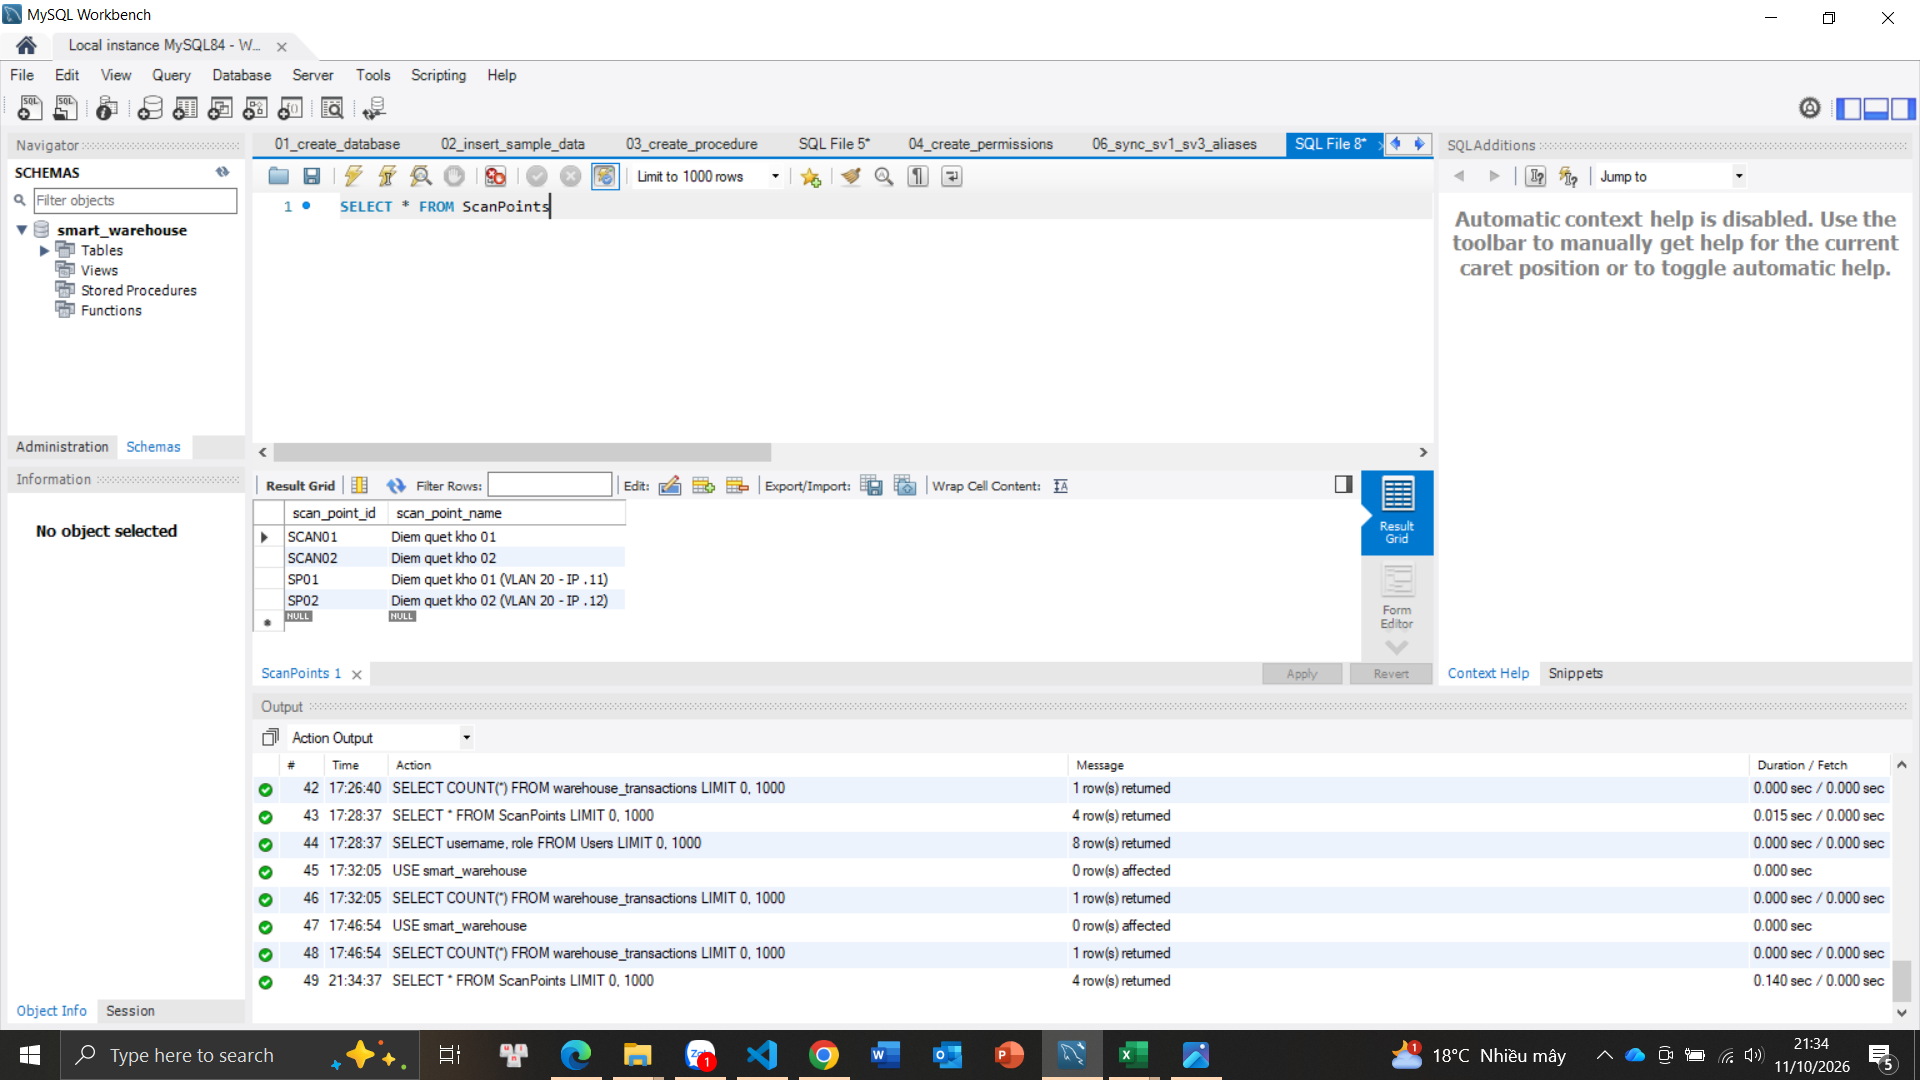 MySQL Workbench
Local instance MySQL84 - W...
File Edit View Query Database Server Tools Scripting Help
Navigator
SCHEMAS
Filter objects
smart_warehouse
Tables
Views
Stored Procedures
Functions
Administration Schemas
Information
No object selected
Object Info Session
01_create_database 02_insert_sample_data 03_create_procedure SQL File 5* 04_create_permissions 06_sync_sv1_sv3_aliases SQL File 8*
Limit to 1000 rows
1 SELECT * FROM ScanPoints
Result Grid Filter Rows: Edit: Export/Import: Wrap Cell Content:
scan_point_id scan_point_name
SCAN01 Diem quet kho 01
SCAN02 Diem quet kho 02
SP01 Diem quet kho 01 (VLAN 20 - IP .11)
SP02 Diem quet kho 02 (VLAN 20 - IP .12)
NULL NULL
Result Grid
Form Editor
ScanPoints 1 Apply Revert
SQLAdditions
Jump to
Automatic context help is disabled. Use the
toolbar to manually get help for the current
caret position or to toggle automatic help.
Context Help Snippets
Output
Action Output
# Time Action Message Duration / Fetch
42 17:26:40 SELECT COUNT(*) FROM warehouse_transactions LIMIT 0, 1000 1 row(s) returned 0.000 sec / 0.000 sec
43 17:28:37 SELECT * FROM ScanPoints LIMIT 0, 1000 4 row(s) returned 0.015 sec / 0.000 sec
44 17:28:37 SELECT username, role FROM Users LIMIT 0, 1000 8 row(s) returned 0.000 sec / 0.000 sec
45 17:32:05 USE smart_warehouse 0 row(s) affected 0.000 sec
46 17:32:05 SELECT COUNT(*) FROM warehouse_transactions LIMIT 0, 1000 1 row(s) returned 0.000 sec / 0.000 sec
47 17:46:54 USE smart_warehouse 0 row(s) affected 0.000 sec
48 17:46:54 SELECT COUNT(*) FROM warehouse_transactions LIMIT 0, 1000 1 row(s) returned 0.000 sec / 0.000 sec
49 21:34:37 SELECT * FROM ScanPoints LIMIT 0, 1000 4 row(s) returned 0.140 sec / 0.000 sec
Type here to search
18°C Nhiều mây
21:34
11/10/2026